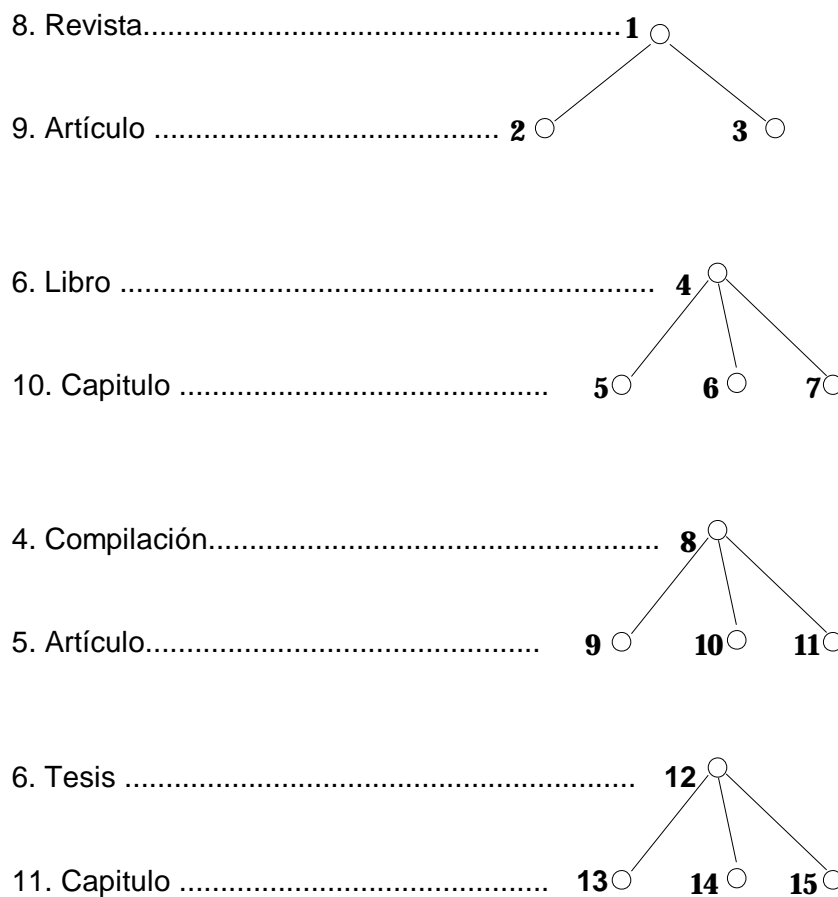 8. Revista.......................................................... 1
9. Artículo .......................................... 2 3
6. Libro ................................................................. 4
10. Capitulo ............................................. 5 6 7
4. Compilación....................................................... 8
5. Artículo................................................ 9 10 11
6. Tesis .............................................................. 12
11. Capitulo ............................................. 13 14 15